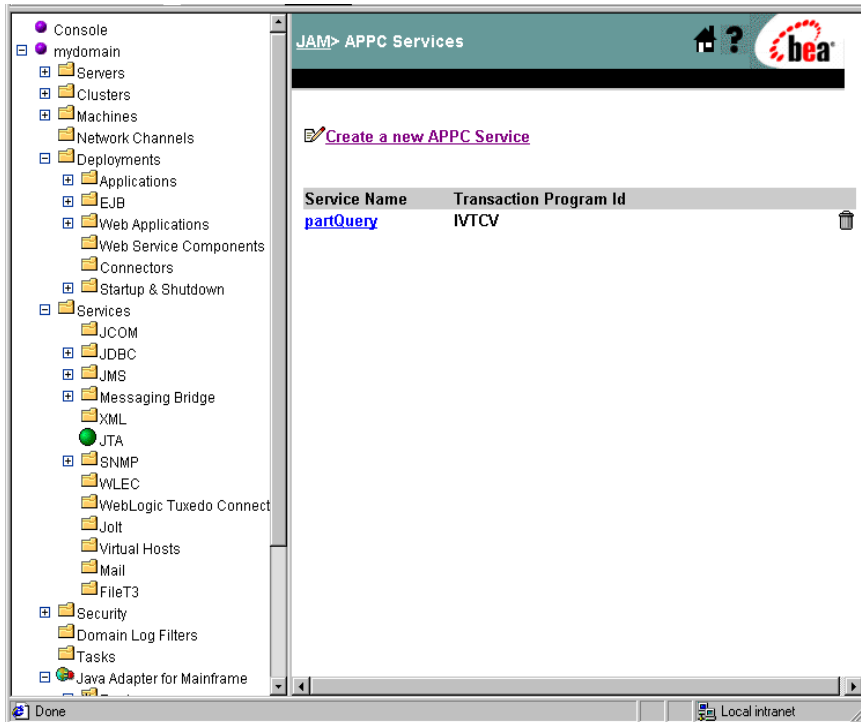 Console
mydomain
Servers
Clusters
Machines
Network Channels
Deployments
Applications
EJB
Web Applications
Web Service Components
Connectors
Startup & Shutdown
Services
JCOM
JDBC
JMS
Messaging Bridge
XML
JTA
SNMP
WLEC
WebLogic Tuxedo Connect
Jolt
Virtual Hosts
Mail
FileT3
Security
Domain Log Filters
Tasks
Java Adapter for Mainframe
JAM> APPC Services
?
bea
Create a new APPC Service
Service Name Transaction Program Id
partQuery IVTCV
Done
Local intranet